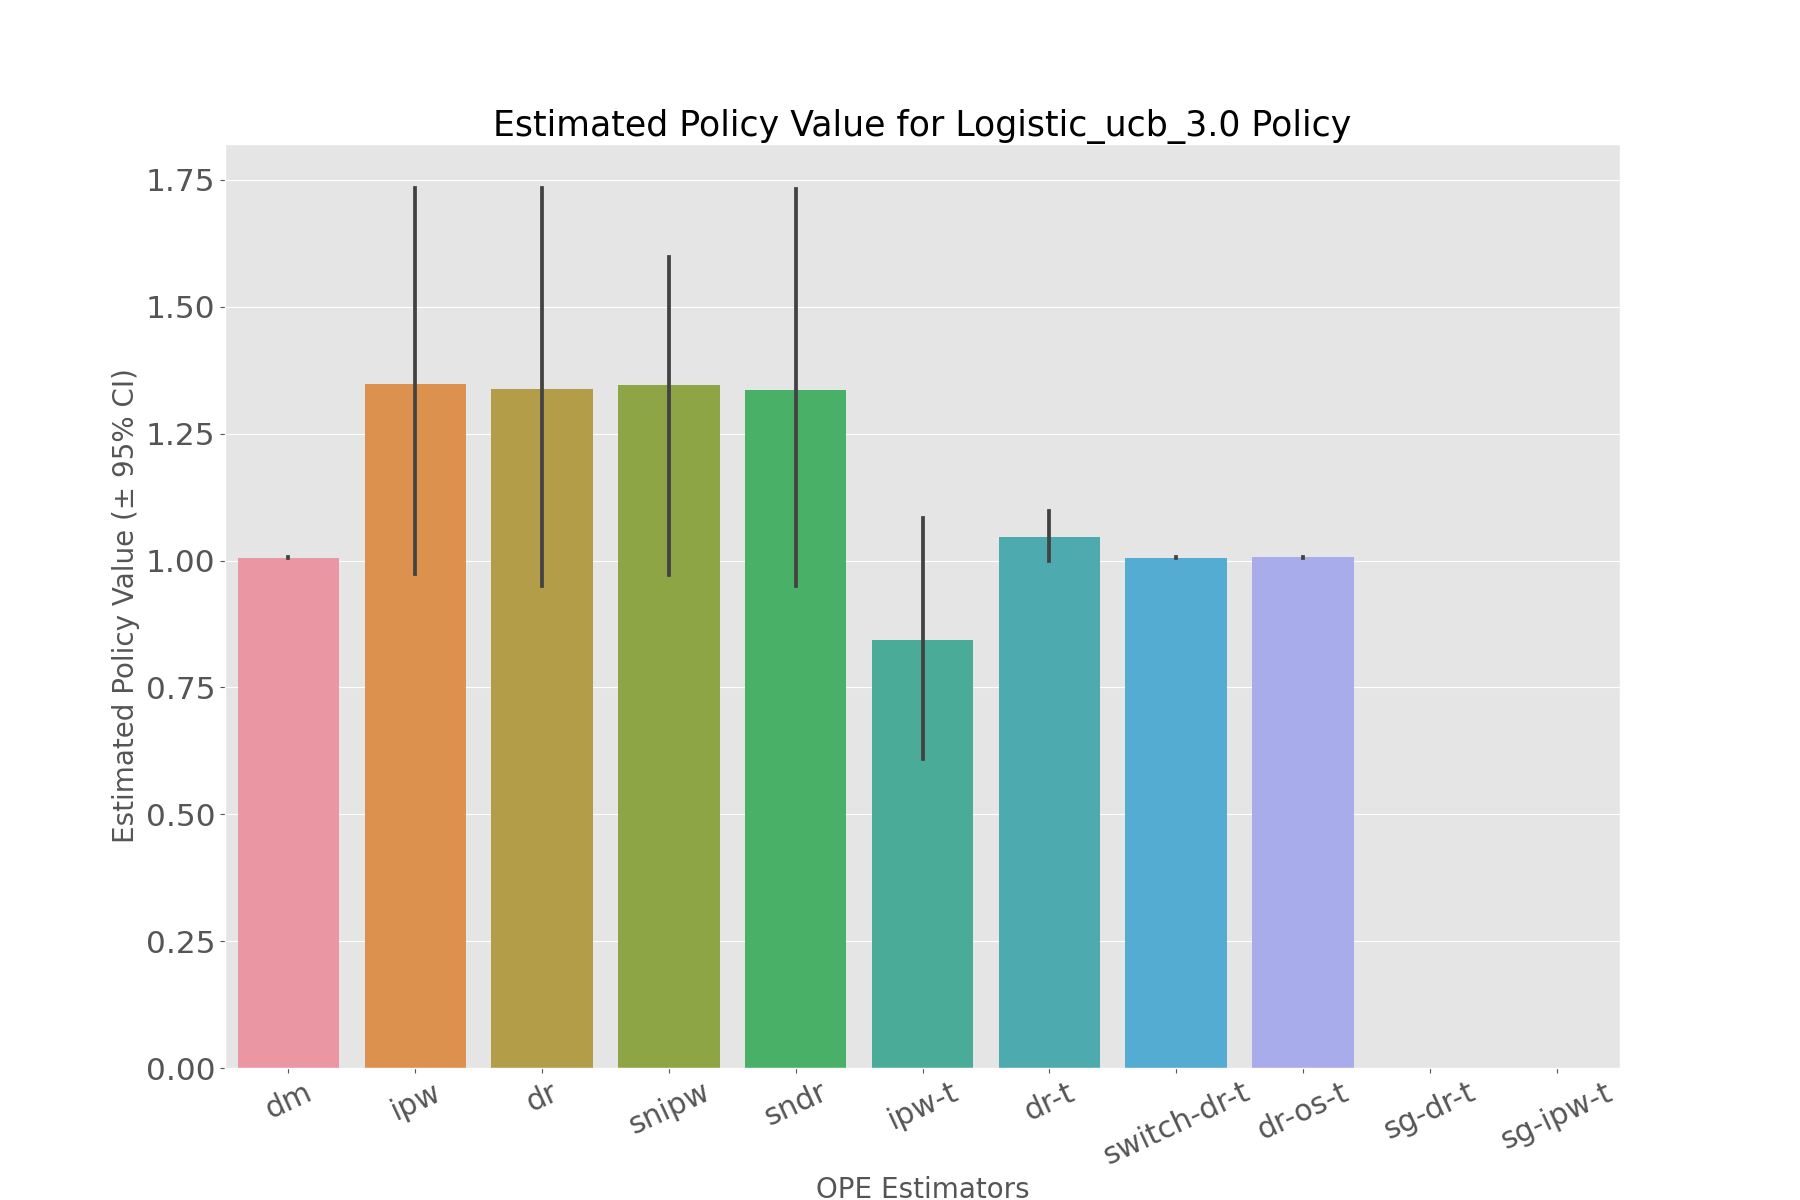 Estimated Policy Value for Logistic_ucb_3.0 Policy
Estimated Policy Value (± 95% CI)
1.75
1.50
1.25
1.00
0.75
0.50
0.25
0.00
dm ipw dr snipw sndr ipw-t dr-t switch-dr-t dr-os-t sg-dr-t sg-ipw-t
OPE Estimators